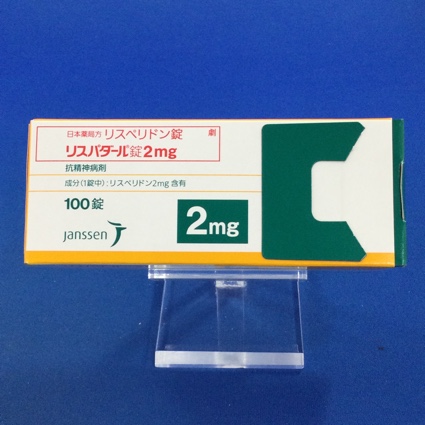 日本薬局方 リスペリドン錠 劇
リスパダール®錠2mg
抗精神病剤
成分(1錠中):リスペリドン2mg 含有
100錠
2mg
janssen